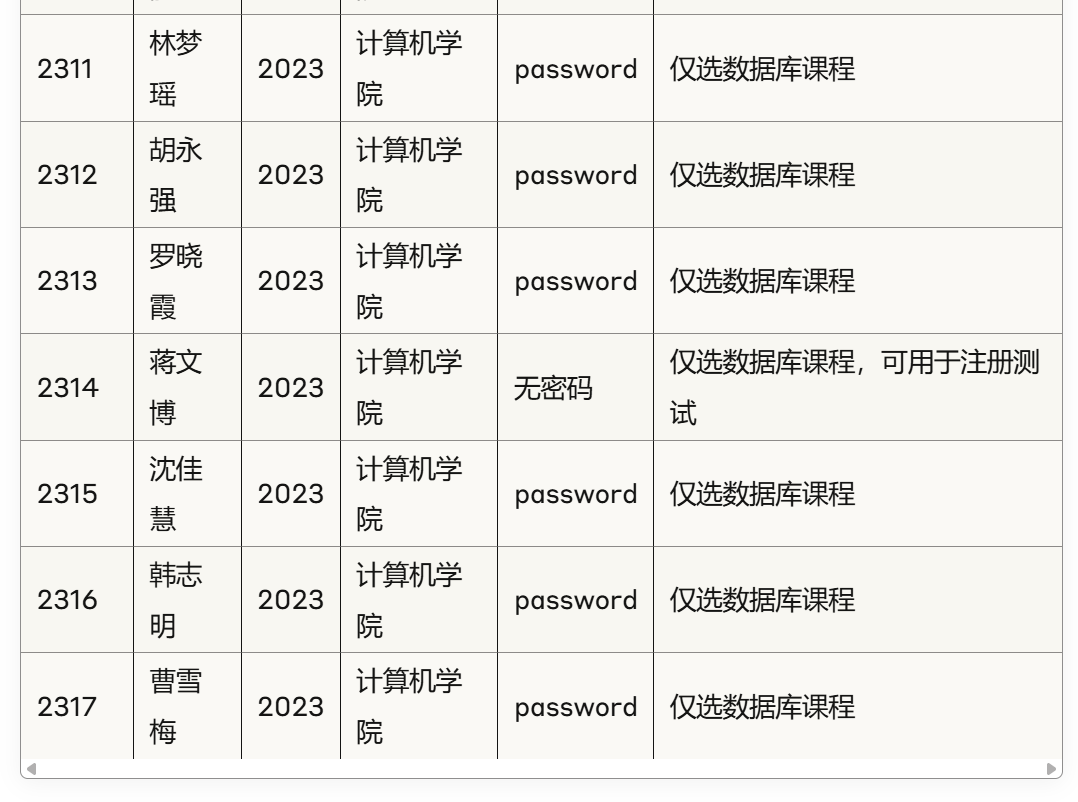 2311 林梦瑶 2023 计算机学院 password 仅选数据库课程
2312 胡永强 2023 计算机学院 password 仅选数据库课程
2313 罗晓霞 2023 计算机学院 password 仅选数据库课程
2314 蒋文博 2023 计算机学院 无密码 仅选数据库课程，可用于注册测试
2315 沈佳慧 2023 计算机学院 password 仅选数据库课程
2316 韩志明 2023 计算机学院 password 仅选数据库课程
2317 曹雪梅 2023 计算机学院 password 仅选数据库课程